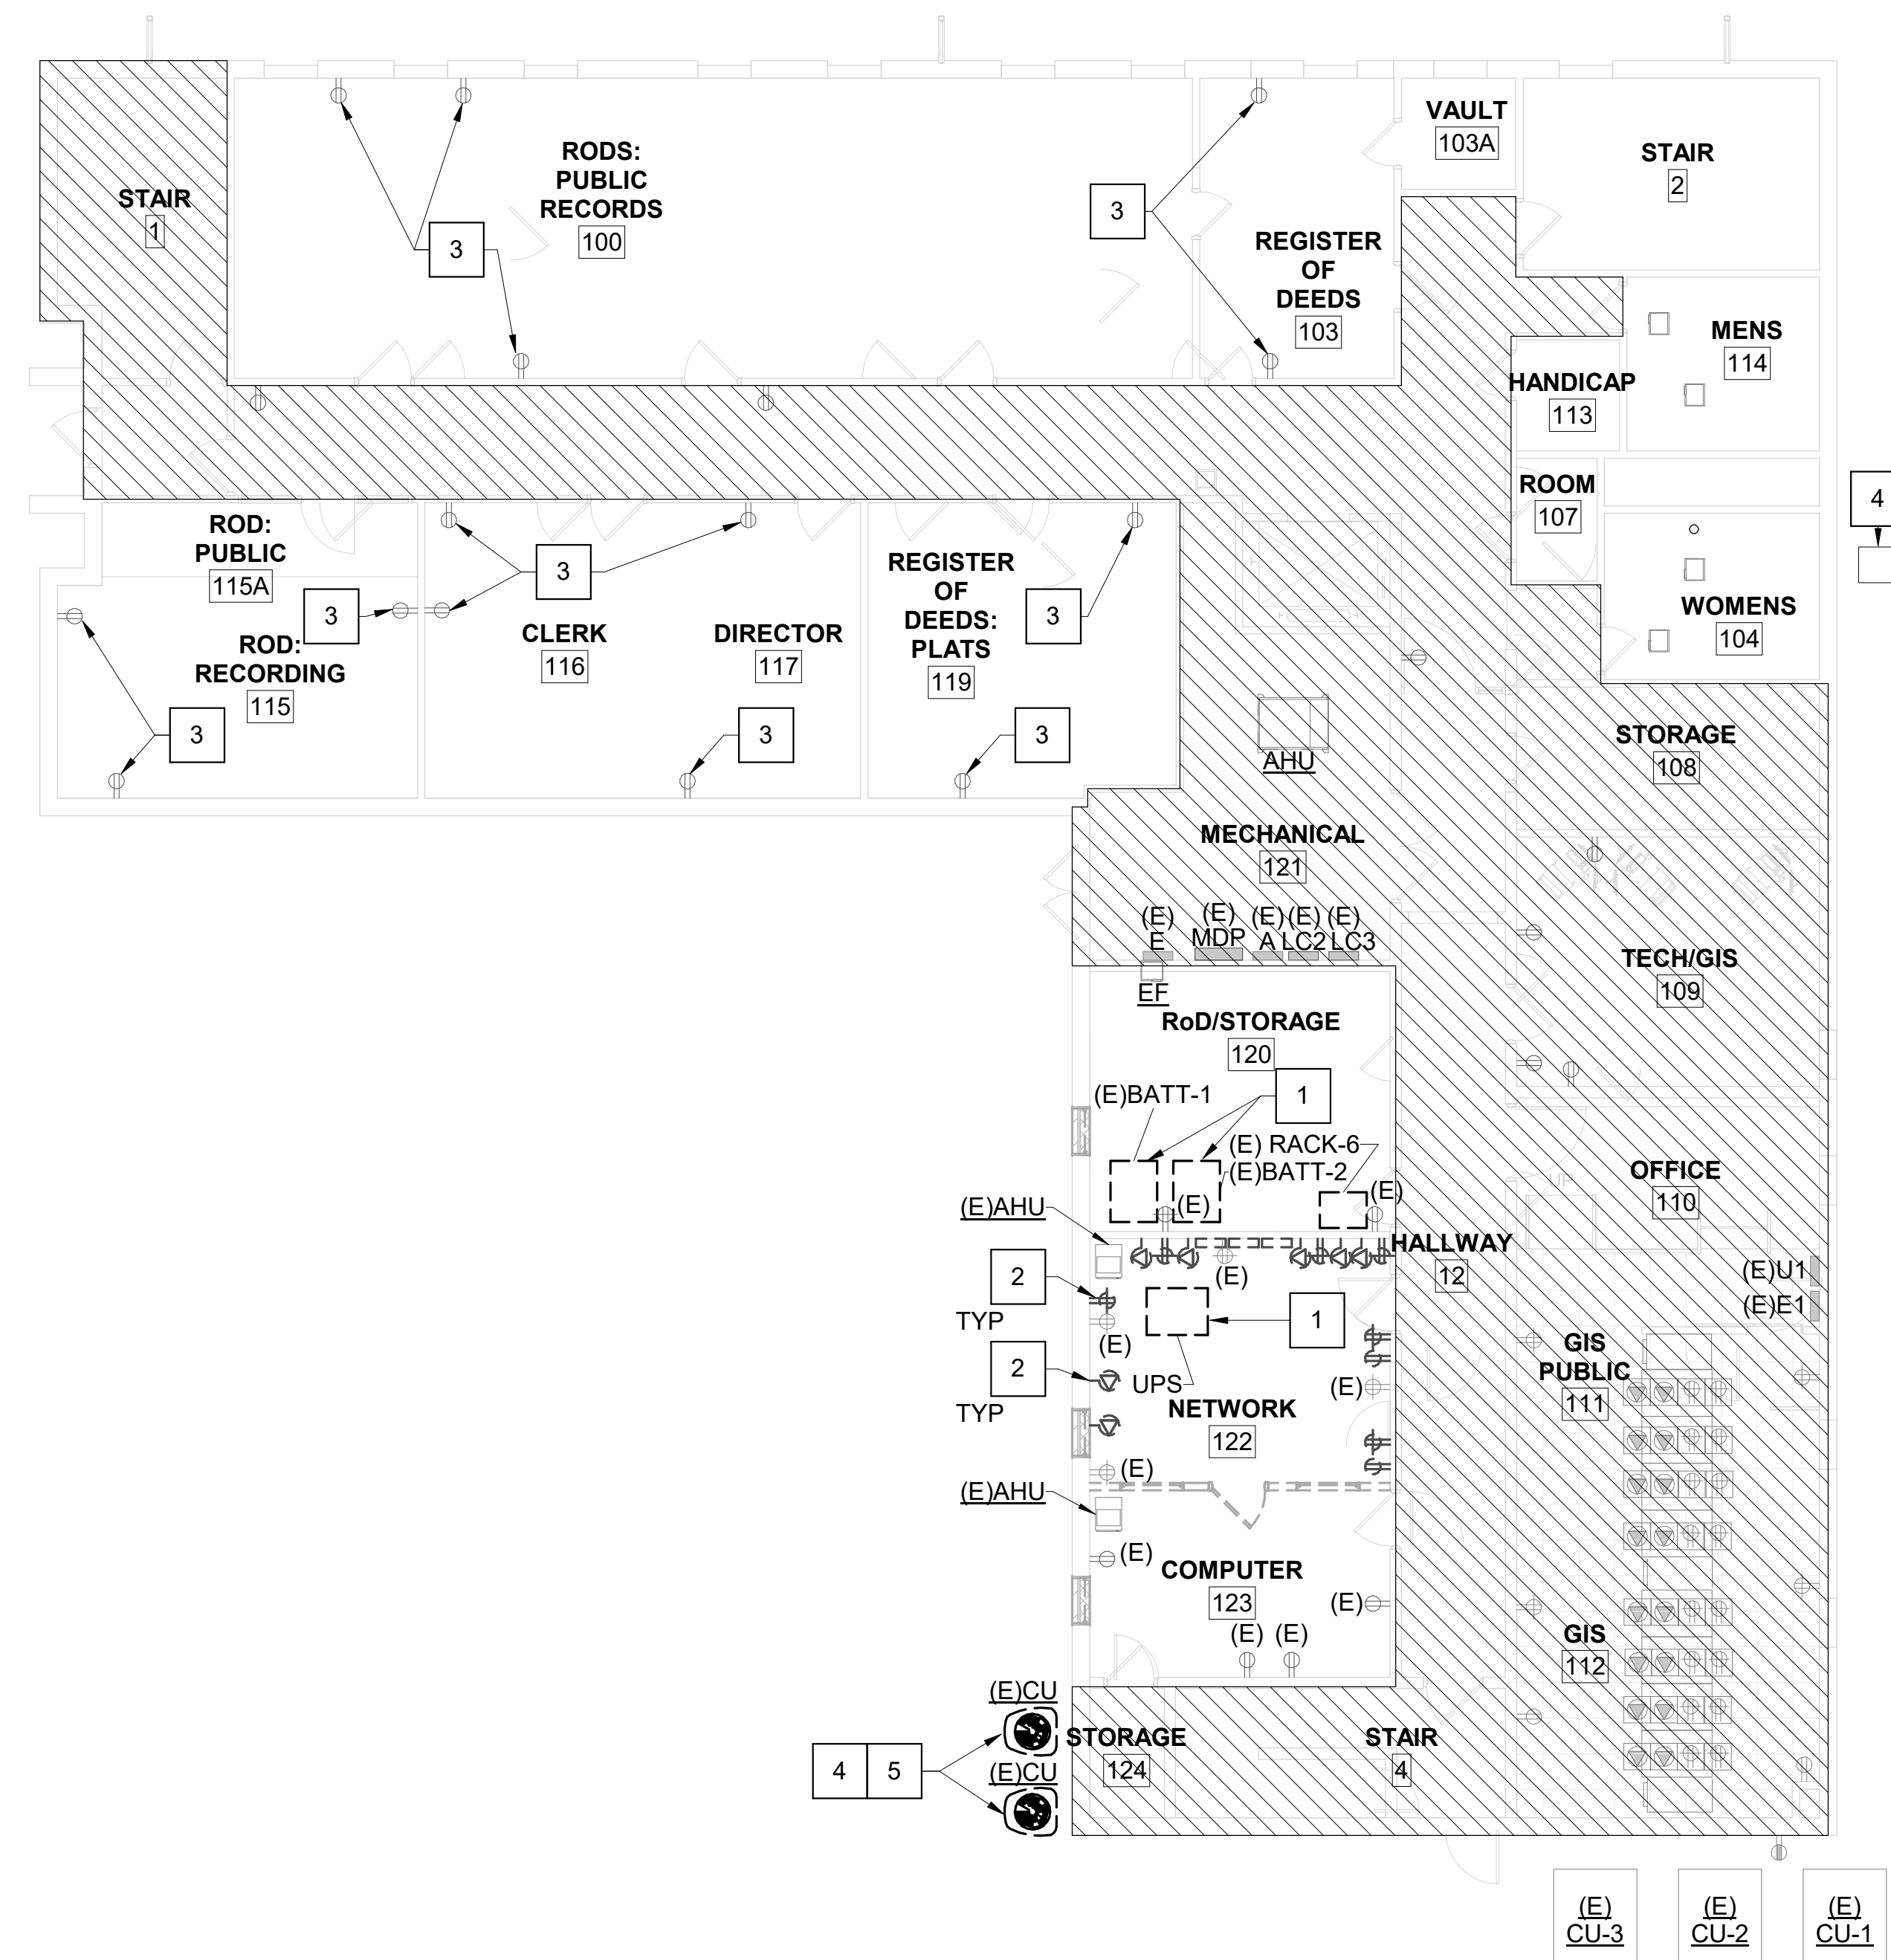 VAULT
103A
RODS:
PUBLIC
RECORDS
100
STAIR
2
STAIR
1
3
3
REGISTER
OF
DEEDS
103
MENS
114
HANDICAP
113
ROOM
107
4
ROD:
PUBLIC
115A
3
REGISTER
OF
DEEDS:
PLATS
119
3
3
WOMENS
104
ROD:
RECORDING
115
CLERK
116
DIRECTOR
117
3
3
3
STORAGE
108
AHU
MECHANICAL
121
(E)
E
(E)
MDP
(E)
A
(E)
LC2
(E)
LC3
TECH/GIS
109
EF
RoD/STORAGE
120
(E)BATT-1
1
(E) RACK-6
(E)BATT-2
OFFICE
110
UP
(E)AHU
(E)
(E)
HALLWAY
12
2
TYP
(E)
(E)
1
(E)U1
(E)E1
2
TYP
UPS
(E)
GIS
PUBLIC
111
NETWORK
122
(E)
(E)AHU
(E)
COMPUTER
123
(E)
(E)
(E)
GIS
112
(E)CU
STORAGE
124
STAIR
4
4
5
(E)CU
(E)
CU-3
(E)
CU-2
(E)
CU-1